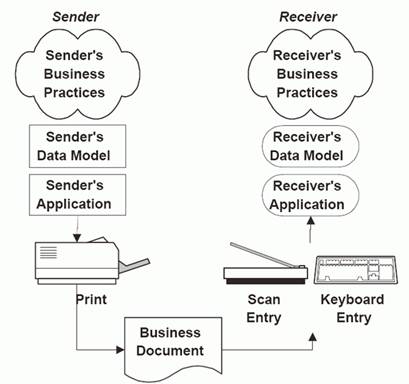 Sender
Receiver
Sender's
Business
Practices
Receiver's
Business
Practices
Sender's
Data Model
Receiver's
Data Model
Sender's
Application
Receiver's
Application
Print
Scan
Entry
Keyboard
Entry
Business
Document